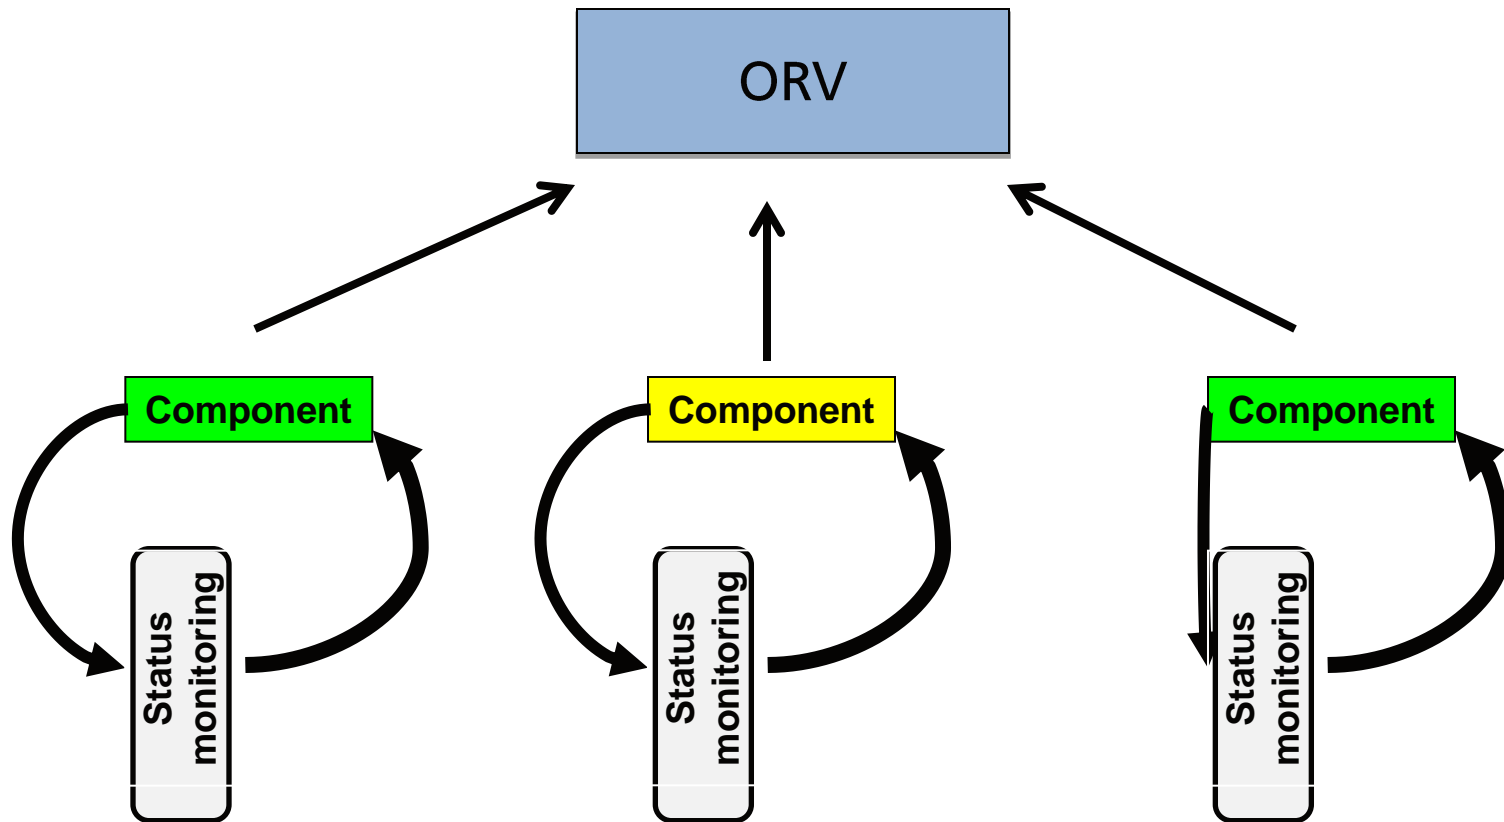 ORV
Component
Component
Component
Status
monitoring
Status
monitoring
Status
monitoring